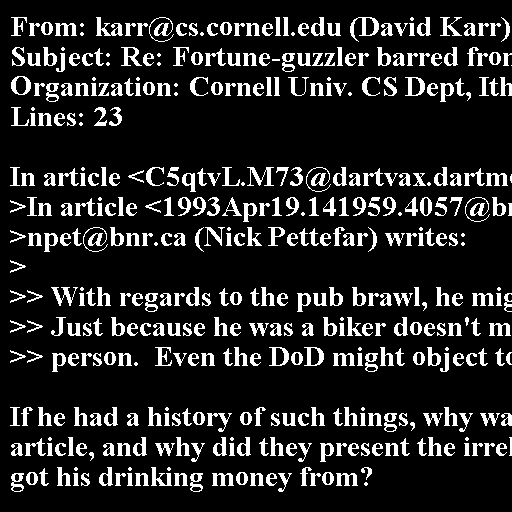 From: karr@cs.cornell.edu (David Karr)
Subject: Re: Fortune-guzzler barred from
Organization: Cornell Univ. CS Dept, Ith
Lines: 23

In article <C5qtvL.M73@dartvax.dartm
>In article <1993Apr19.141959.4057@bn
>npet@bnr.ca (Nick Pettefar) writes:
>
>> With regards to the pub brawl, he mig
>> Just because he was a biker doesn't m
>> person.  Even the DoD might object to

If he had a history of such things, why wa
article, and why did they present the irrel
got his drinking money from?